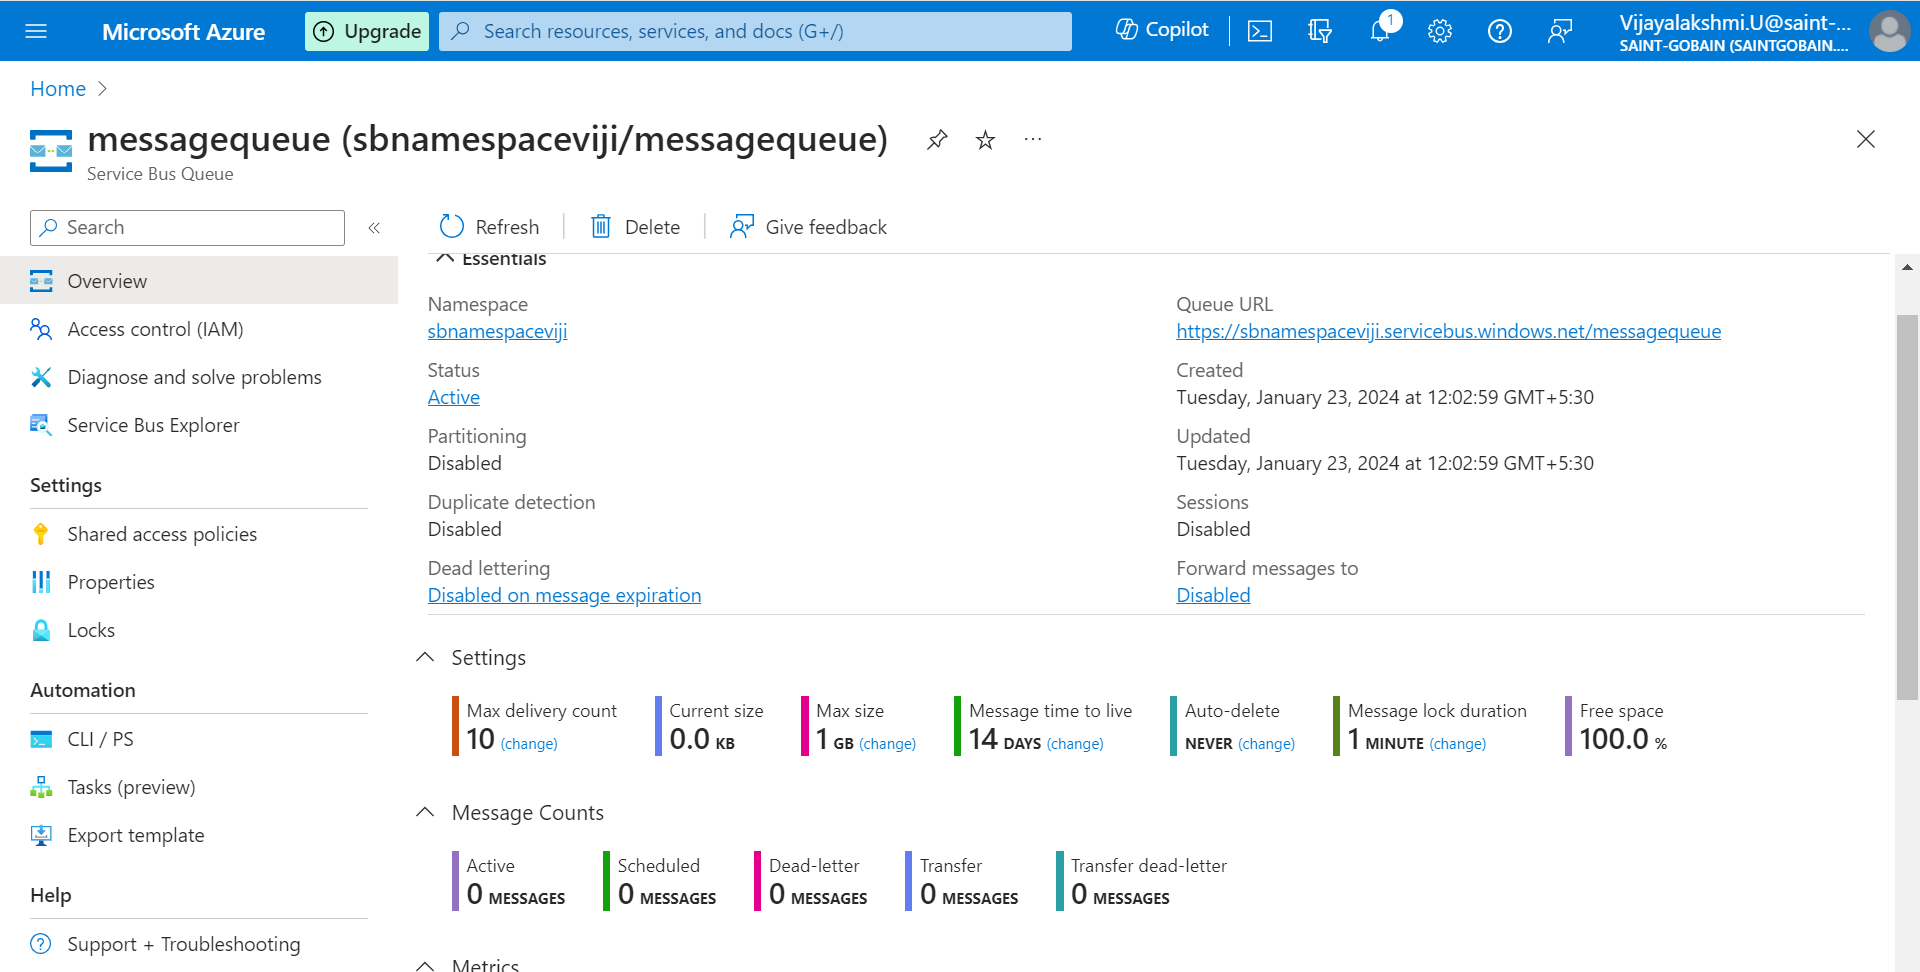 Microsoft Azure
Upgrade
Search resources, services, and docs (G+/)
Copilot
1
Vijayalakshmi.U@saint-...
SAINT-GOBAIN (SAINTGOBAIN....
Home
messagequeue (sbnamespaceviji/messagequeue)
Service Bus Queue
Search
Refresh
Delete
Give feedback
Overview
Access control (IAM)
Diagnose and solve problems
Service Bus Explorer
Settings
Shared access policies
Properties
Locks
Automation
CLI / PS
Tasks (preview)
Export template
Help
Support + Troubleshooting
Essentials
Namespace
sbnamespaceviji
Status
Active
Partitioning
Disabled
Duplicate detection
Disabled
Dead lettering
Disabled on message expiration
Queue URL
https://sbnamespaceviji.servicebus.windows.net/messagequeue
Created
Tuesday, January 23, 2024 at 12:02:59 GMT+5:30
Updated
Tuesday, January 23, 2024 at 12:02:59 GMT+5:30
Sessions
Disabled
Forward messages to
Disabled
Settings
Max delivery count
10 (change)
Current size
0.0 KB
Max size
1 GB (change)
Message time to live
14 DAYS (change)
Auto-delete
NEVER (change)
Message lock duration
1 MINUTE (change)
Free space
100.0 %
Message Counts
Active
0 MESSAGES
Scheduled
0 MESSAGES
Dead-letter
0 MESSAGES
Transfer
0 MESSAGES
Transfer dead-letter
0 MESSAGES
Metrics